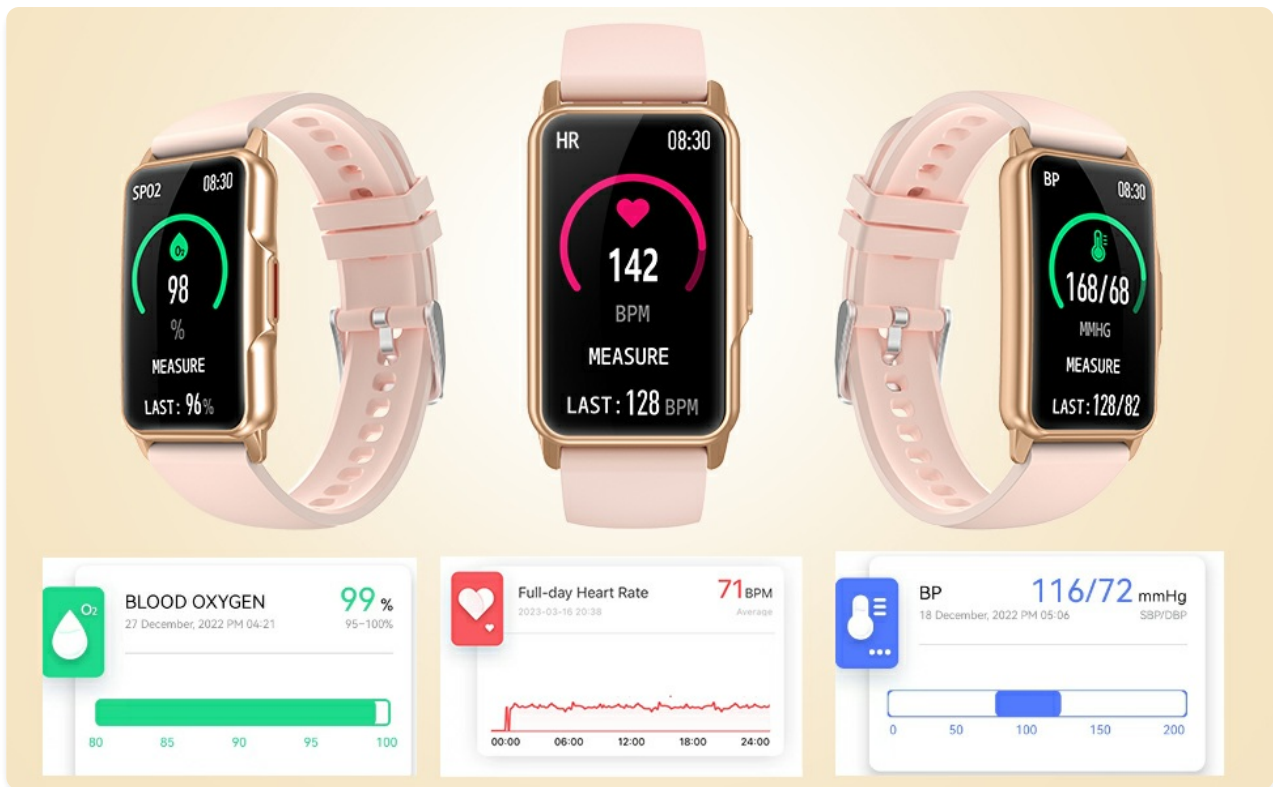 SPO2 08:30
O2
98
%
MEASURE
LAST: 96%
HR 08:30
142
BPM
MEASURE
LAST: 128 BPM
BP 08:30
168/68
MMHG
MEASURE
LAST: 128/82
O2
BLOOD OXYGEN 99 %
27 December, 2022 PM 04:21 95-100%
80 85 90 95 100
Full-day Heart Rate 71 BPM
2023-03-16 20:38 Average
00:00 06:00 12:00 18:00 24:00
BP 116/72 mmHg
18 December, 2022 PM 05:06 SBP/DBP
0 50 100 150 200